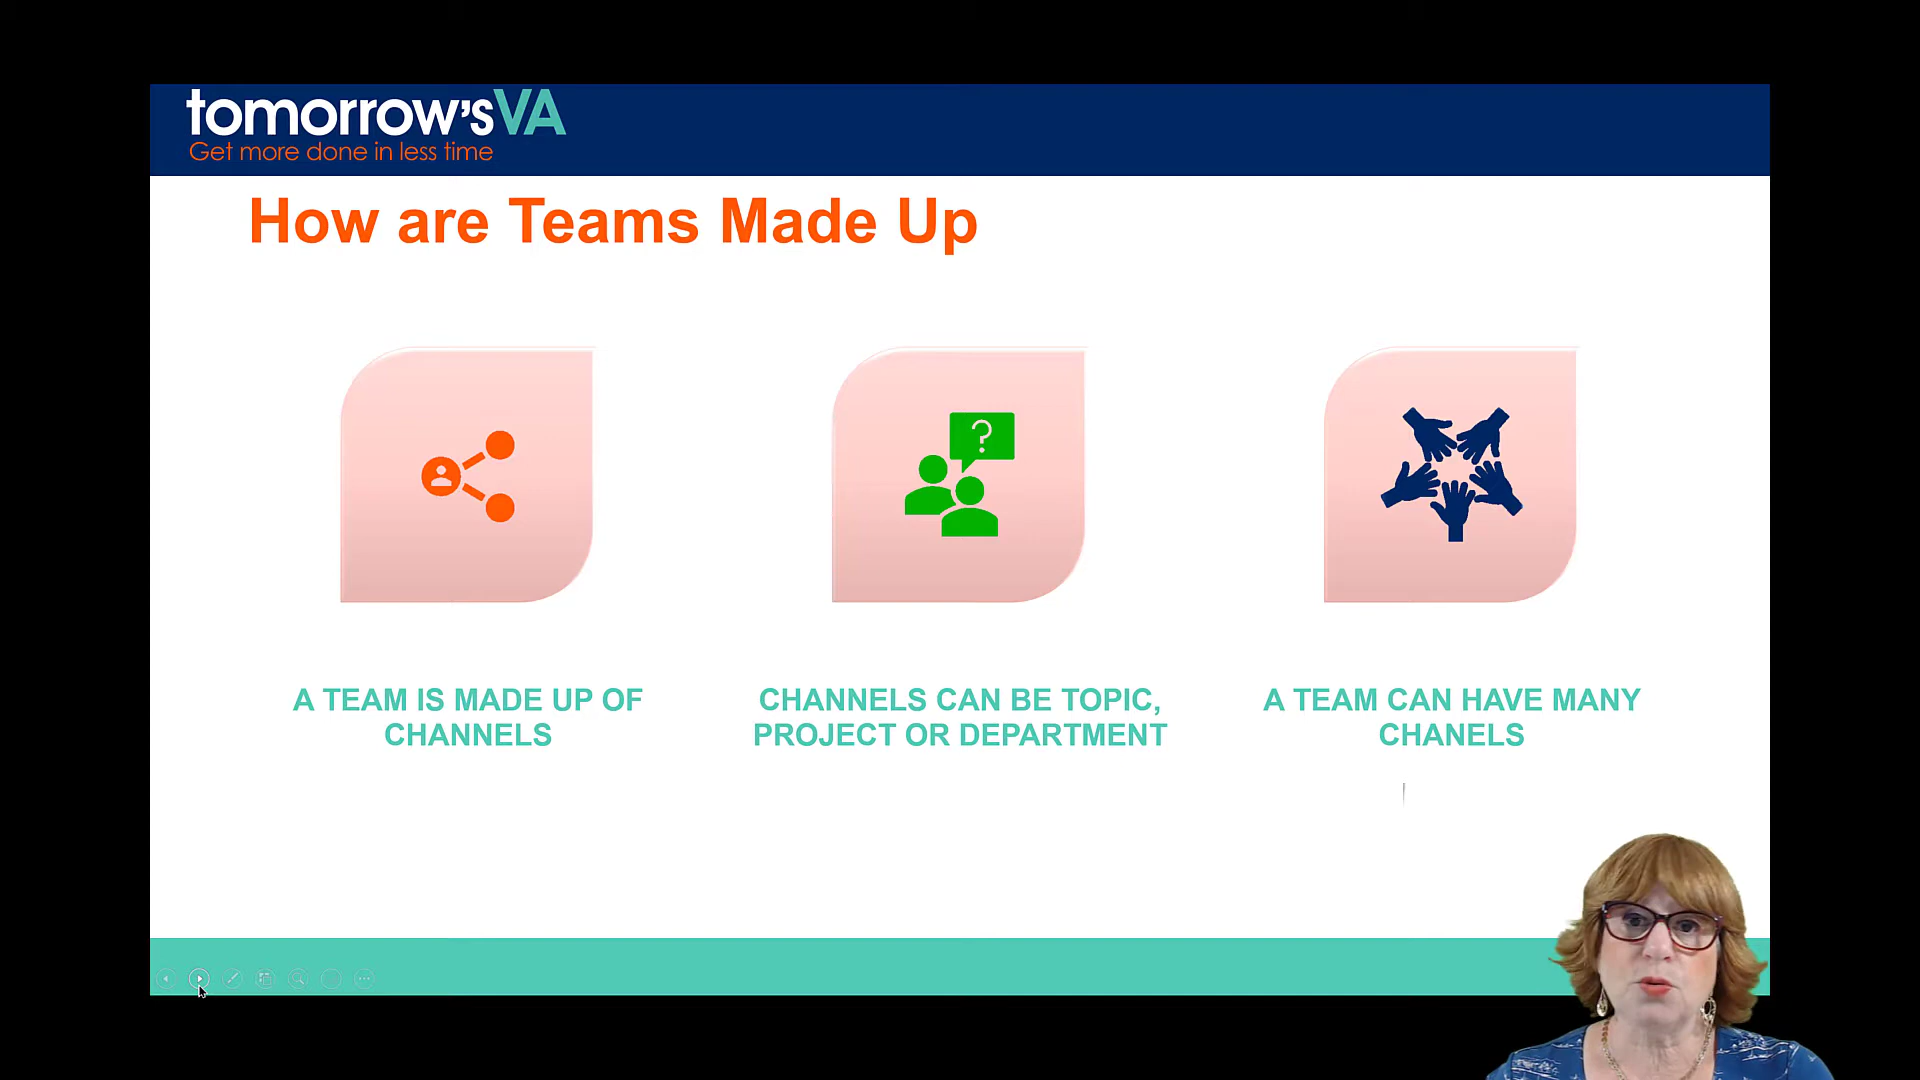 tomorrow'sVA
Get more done in less time
How are Teams Made Up
?
A TEAM IS MADE UP OF
CHANNELS
CHANNELS CAN BE TOPIC,
PROJECT OR DEPARTMENT
A TEAM CAN HAVE MANY
CHANELS